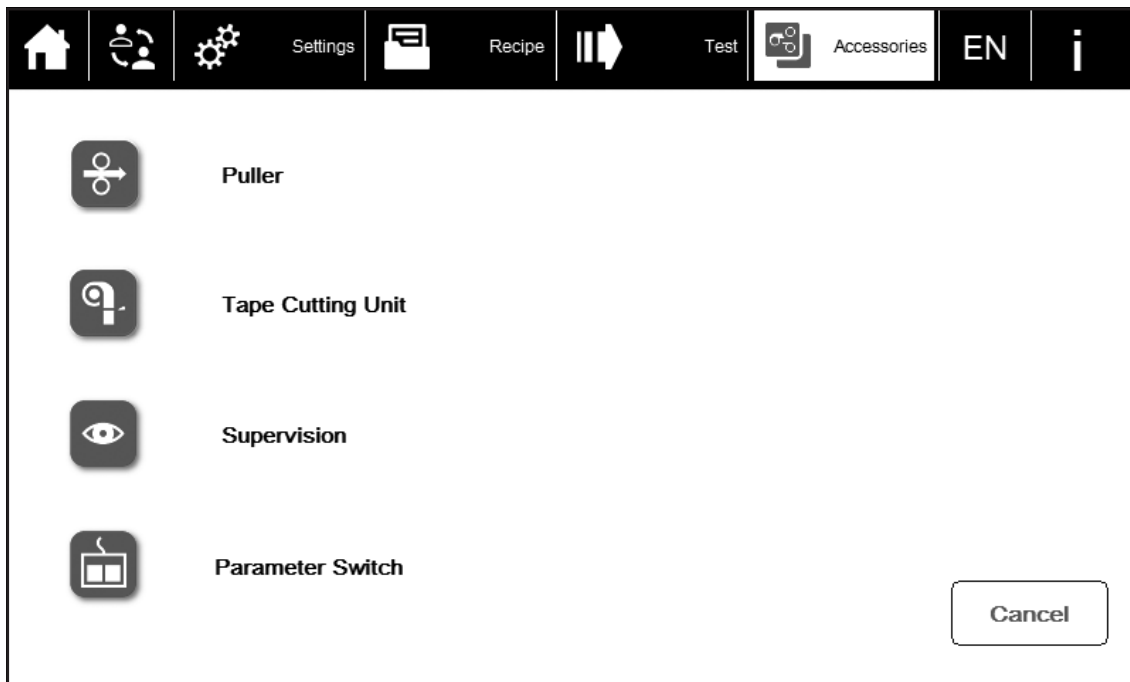 Settings
Recipe
Test
Accessories
EN
i
Puller
Tape Cutting Unit
Supervision
Parameter Switch
Cancel